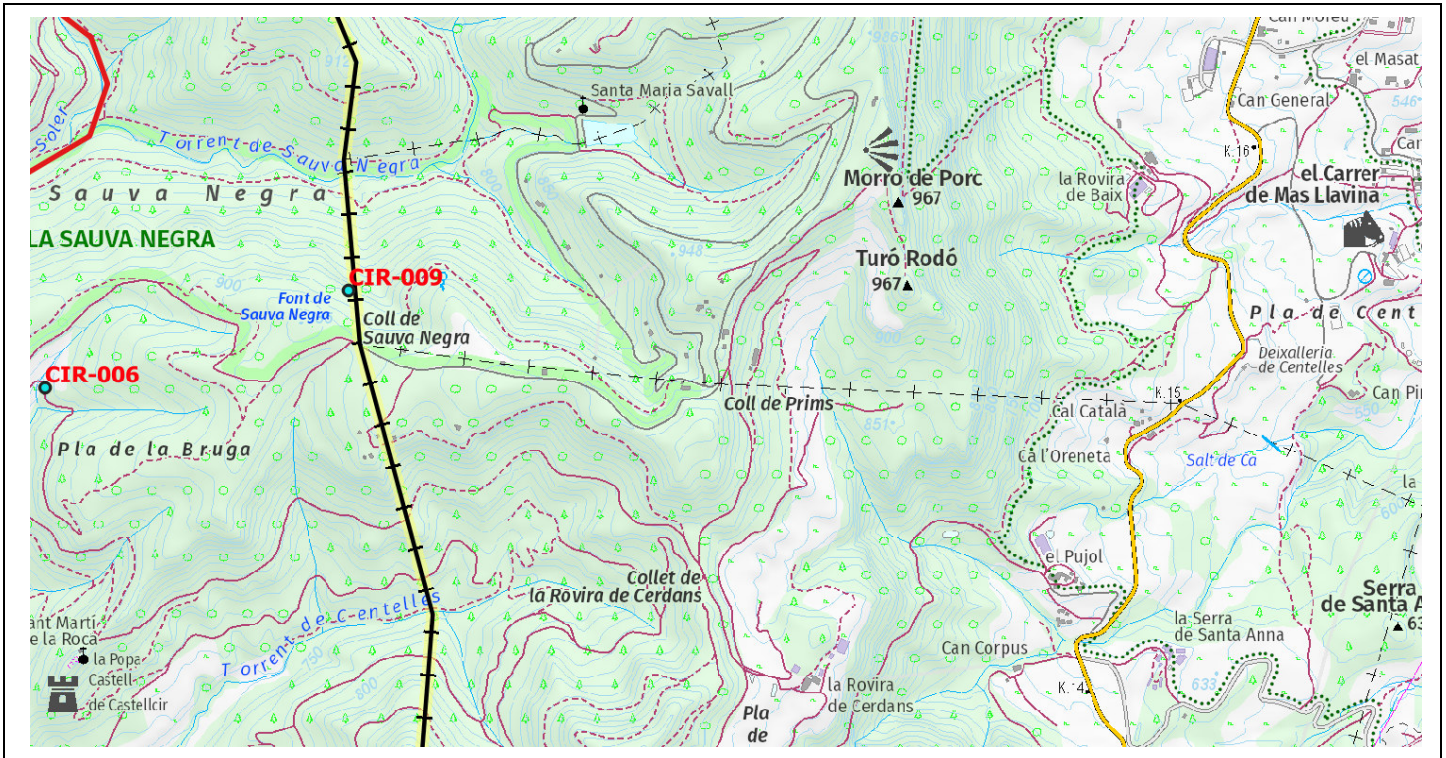 Can Moreu
986
912
el Masat
Santa Maria Savall
Can General
546
Soler
Torrent de Sauva Negra
K.16
800
850
Morro de Porc
967
la Rovira
de Baix
el Carrer
de Mas Llavina
Sauva Negra
LA SAUVA NEGRA
948
Turó Rodó
967
CIR-009
900
Font de
Sauva Negra
Coll de
Sauva Negra
900
Pla de Cent
Deixalleria
de Centelles
CIR-006
K.15
Coll de Prims
851
Cal Català
550
Ca l'Oreneta
Salt de Ca
Pla de la Bruga
la
600
el Pujol
Collet de
la Rovira de Cerdans
Serra
de Santa A
Torrent de Centelles
750
800
ant Martí
e la Roca
la Popa
Castell
de Castellcir
la Serra
de Santa Anna
633
Can Corpus
la Rovira
de Cerdans
Pla
de